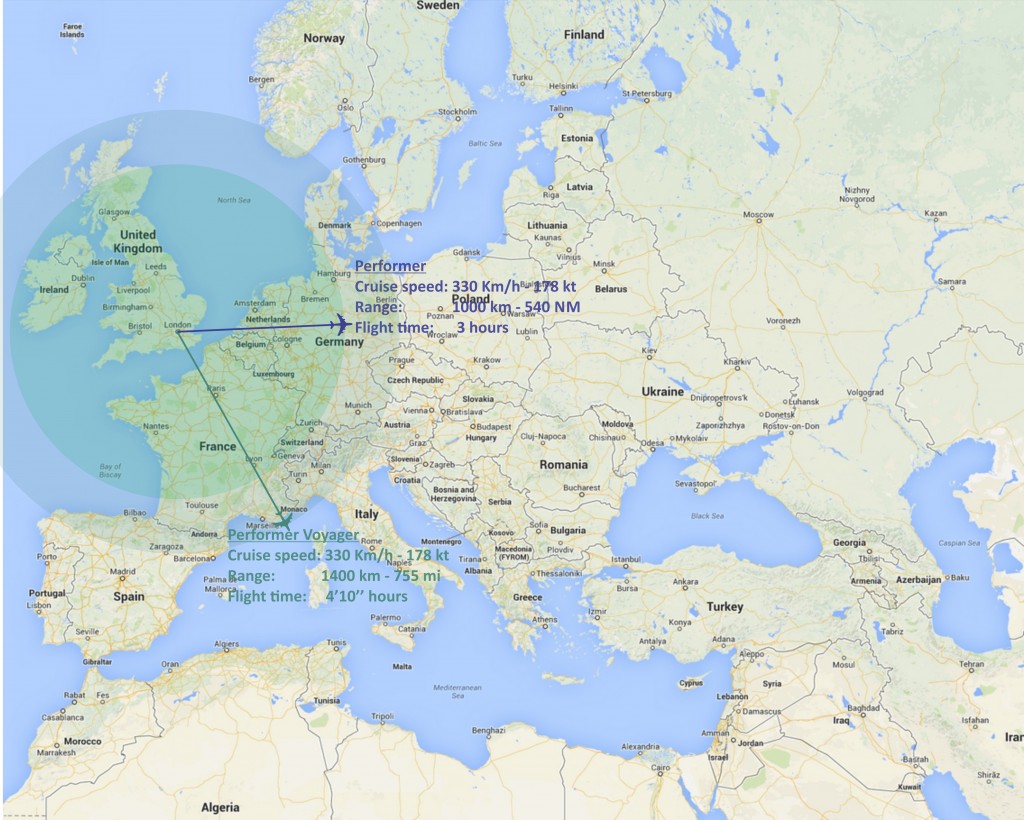 Sweden
Faroe
Islands
Norway
Finland
Bergen
Turku
Helsinki
St Petersburg
Oslo
Tallinn
Stockholm
Estonia
Baltic Sea
Gothenburg
Latvia
Riga
Nizhny
Novgorod
North Sea
Glasgow
Denmark
Copenhagen
Lithuania
Kaunas
Moscow
Kazan
United
Kingdom
Vilnius
Isle of Man
Leeds
Gdańsk
Minsk
Dublin
Hamburg
Performer
Samara
Ireland
Liverpool
Cruise speed: 330 Km/h - 178 kt
Belarus
Birmingham
Amsterdam
Bremen
Berlin
Poland
Range: 1000 km - 540 NM
Netherlands
Poznan
Warsaw
Voronezh
Bristol
London
Flight time: 3 hours
Wroclaw
Lublin
Belgium
Cologne
Germany
Kiev
Kharkiv
Prague
Krakow
Luxembourg
Czech Republic
Paris
Ukraine
Dnipropetrovs'k
Luhansk
Volgograd
Slovakia
Munich
Vienna
Bratislava
Donetsk
Nantes
Zurich
Austria
Budapest
Moldova
Zaporizhzhya
Rostov-on-Don
France
Switzerland
Graz
Hungary
Cluj-Napoca
Chisinau
Odesa
Mykolaiv
Lyon
Geneva
Slovenia
Zagreb
Romania
Bay of
Biscay
Milan
Turin
Croatia
Sevastopol'
Bosnia and
Herzegovina
Bucharest
Serbia
Toulouse
Monaco
Italy
Black Sea
Bilbao
Marseille
Sofia
Bulgaria
Andorra
Performer Voyager
Kosovo
Montenegro
Georgia
Caspian Sea
Zaragoza
Rome
Macedonia
(FYROM)
Plovdiv
Tbilisi
Porto
Barcelona
Cruise speed: 330 Km/h - 178 kt
Tirana
Istanbul
Madrid
Naples
Albania
Thessaloniki
Bursa
Ankara
Armenia
Azerbaijan
Baku
Palma de
Mallorca
Range: 1400 km - 755 mi
Portugal
Spain
Flight time: 4’10’’ hours
Greece
Turkey
Lisbon
Izmir
Palermo
Athens
Konya
Seville
Catania
Tabriz
Algiers
Tunis
Antalya
Adana
Gibraltar
Oran
Malta
Aleppo
Mosul
Tehran
Cyprus
Syria
Rabat
Fes
Tunisia
Mediterranean
Sea
Lebanon
Casablanca
Tripoli
Damascus
Baghdad
Iraq
Isfahan
Morocco
Benghazi
Amman
Iran
Marrakesh
Alexandria
Jordan
Israel
Cairo
Basrah
Shiraz
Kuwait
Algeria